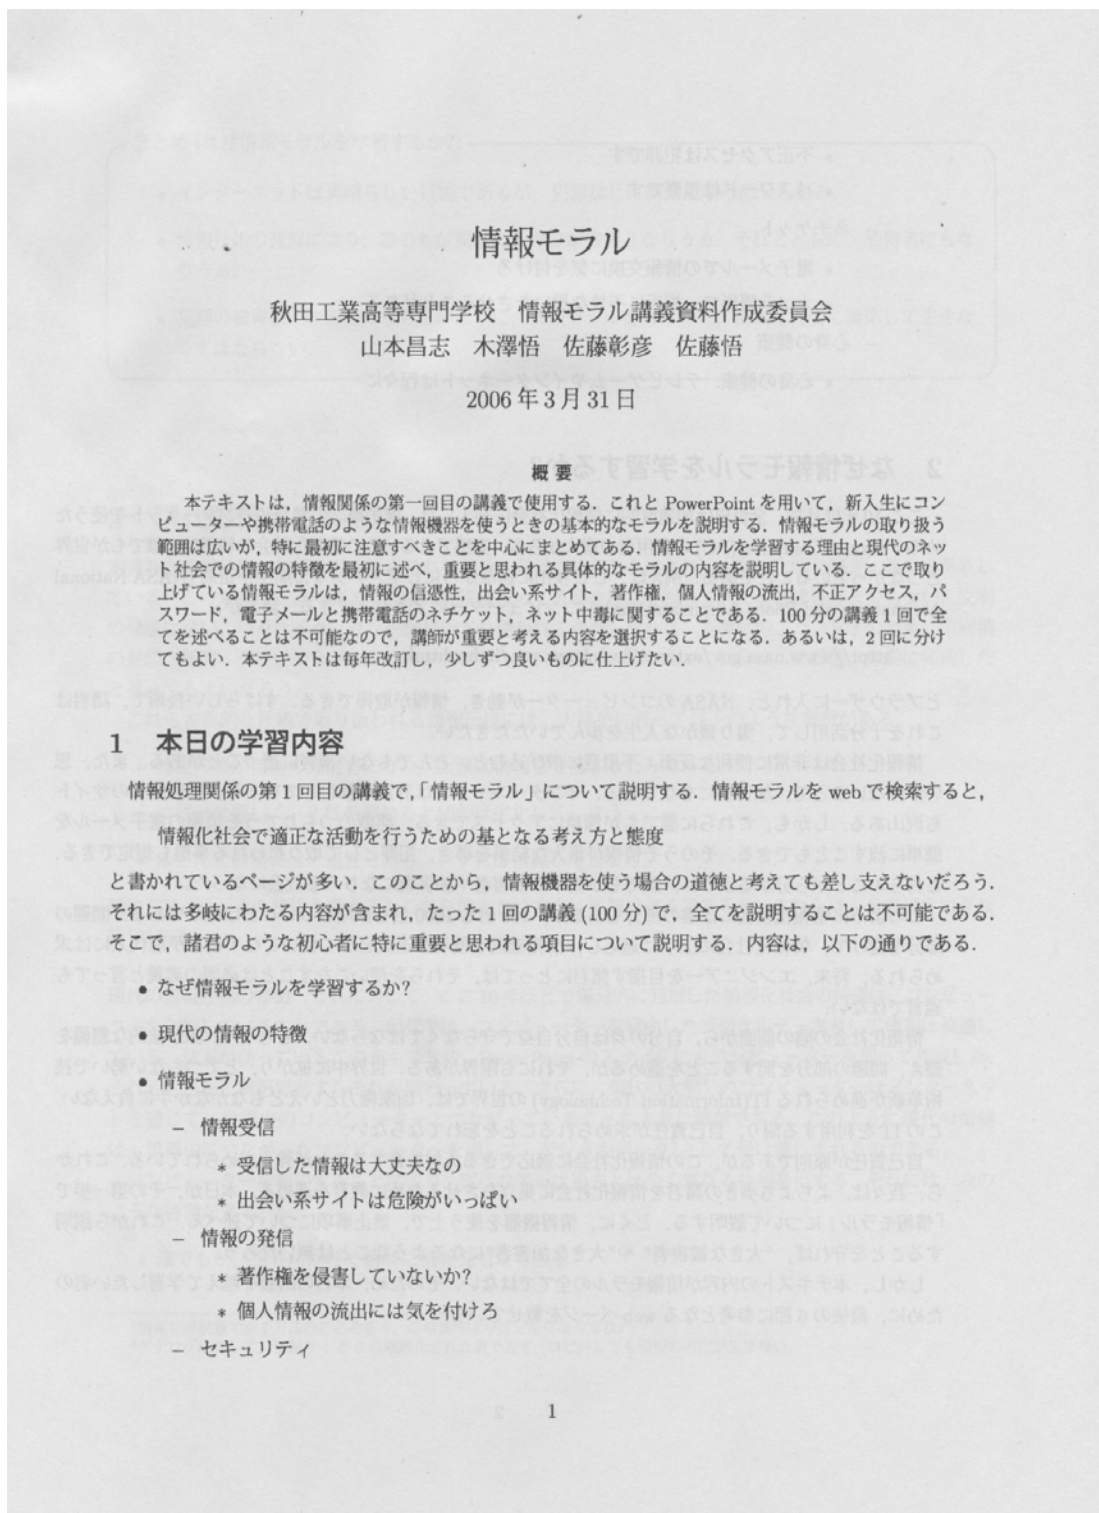 情報モラル
秋田工業高等専門学校　情報モラル講義資料作成委員会
山本昌志　木澤悟　佐藤彰彦　佐藤悟
2006 年 3 月 31 日
概 要
本テキストは，情報関係の第一回目の講義で使用する．これと PowerPoint を用いて，新入生にコン
ピューターや携帯電話のような情報機器を使うときの基本的なモラルを説明する．情報モラルの取り扱う
範囲は広いが，特に最初に注意すべきことを中心にまとめてある．情報モラルを学習する理由と現代のネッ
ト社会での情報の特徴を最初に述べ，重要と思われる具体的なモラルの内容を説明している．ここで取り
上げている情報モラルは，情報の信憑性，出会い系サイト，著作権，個人情報の流出，不正アクセス，パ
スワード，電子メールと携帯電話のネチケット，ネット中毒に関することである．100 分の講義 1 回で全
てを述べることは不可能なので，講師が重要と考える内容を選択することになる．あるいは，2 回に分け
てもよい．本テキストは毎年改訂し，少しずつ良いものに仕上げたい．
1　本日の学習内容
情報処理関係の第 1 回目の講義で，「情報モラル」について説明する．情報モラルを web で検索すると，
情報化社会で適正な活動を行うための基となる考え方と態度
と書かれているページが多い．このことから，情報機器を使う場合の道徳と考えても差し支えないだろう．
それには多岐にわたる内容が含まれ，たった 1 回の講義 (100 分) で，全てを説明することは不可能である．
そこで，諸君のような初心者に特に重要と思われる項目について説明する．内容は，以下の通りである．
• なぜ情報モラルを学習するか?
• 現代の情報の特徴
• 情報モラル
– 情報受信
* 受信した情報は大丈夫なの
* 出会い系サイトは危険がいっぱい
– 情報の発信
* 著作権を侵害していないか?
* 個人情報の流出には気を付けろ
– セキュリティ
1